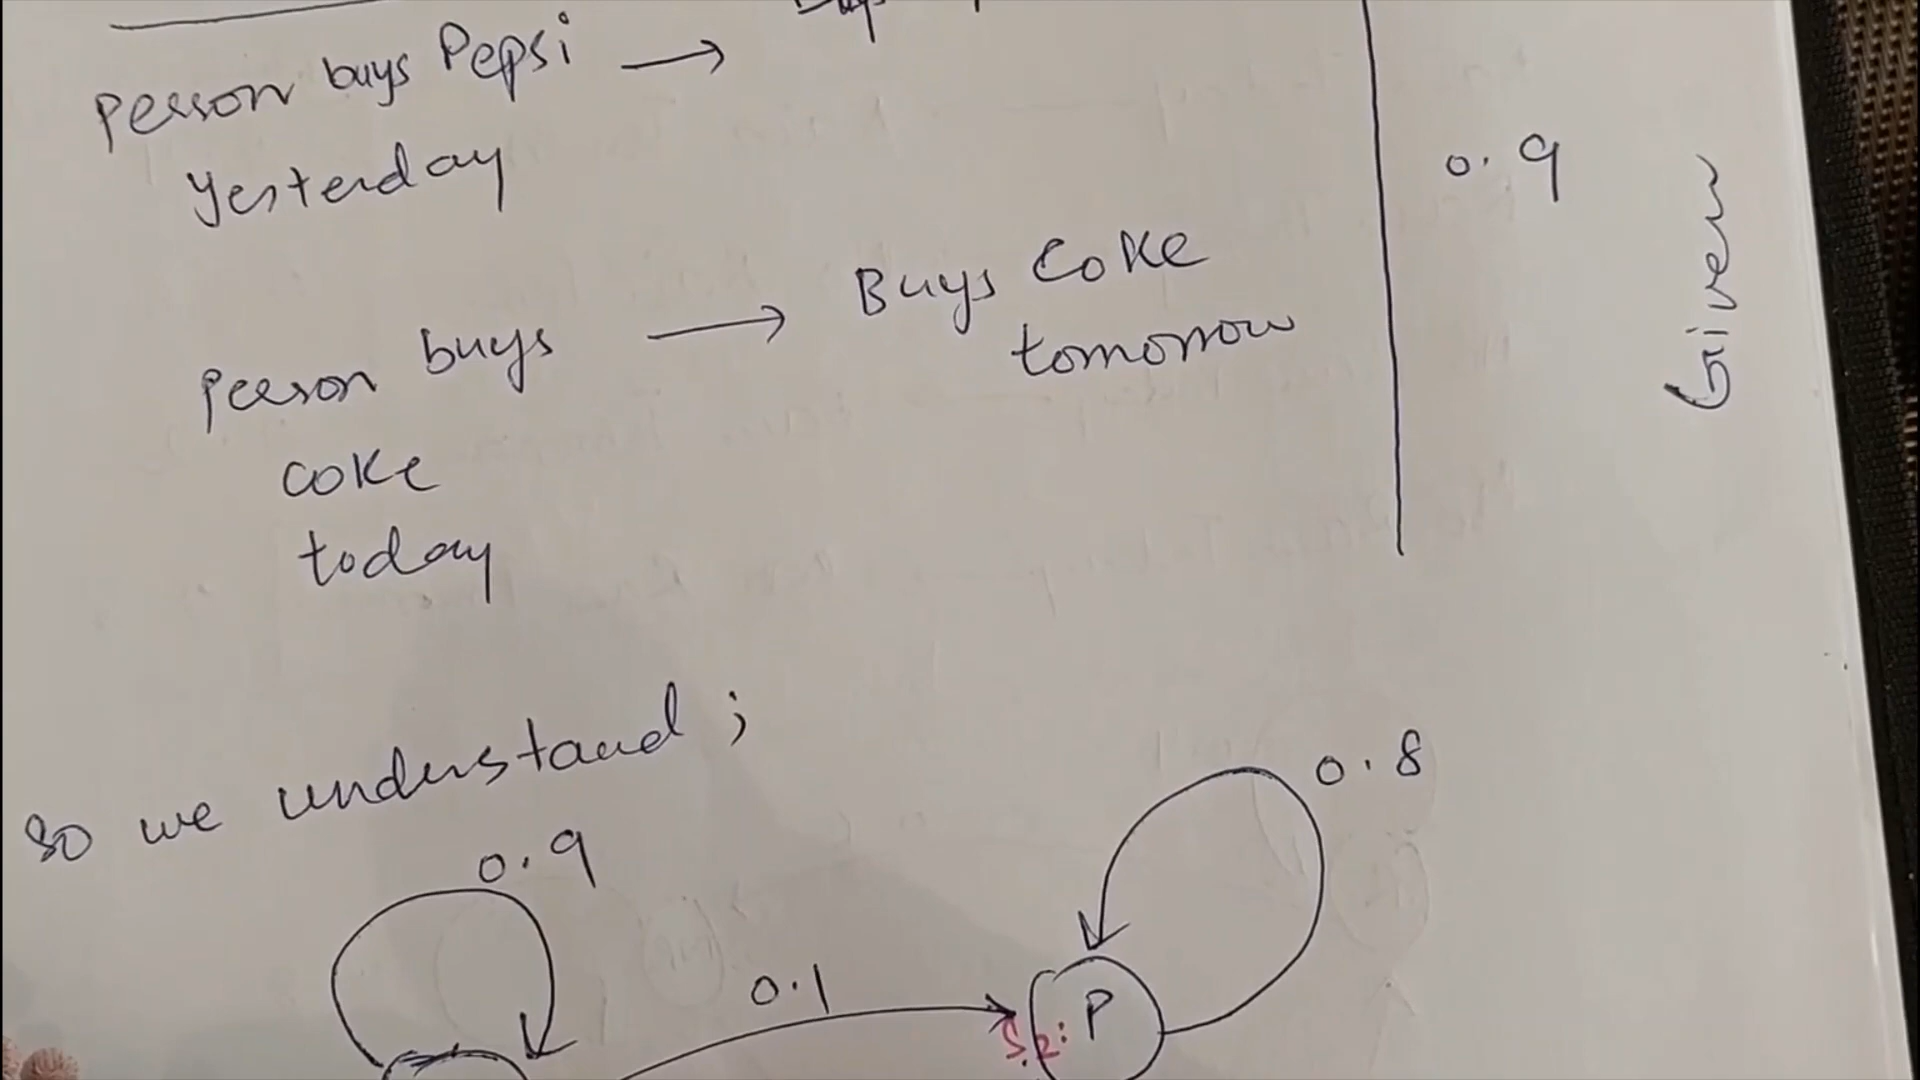 Person buys Pepsi →
Yesterday
0.9
Given
Person buys → Buys Coke
tomorrow
coke
today
So we understand;
0.9
0.8
0.1
S.2: P